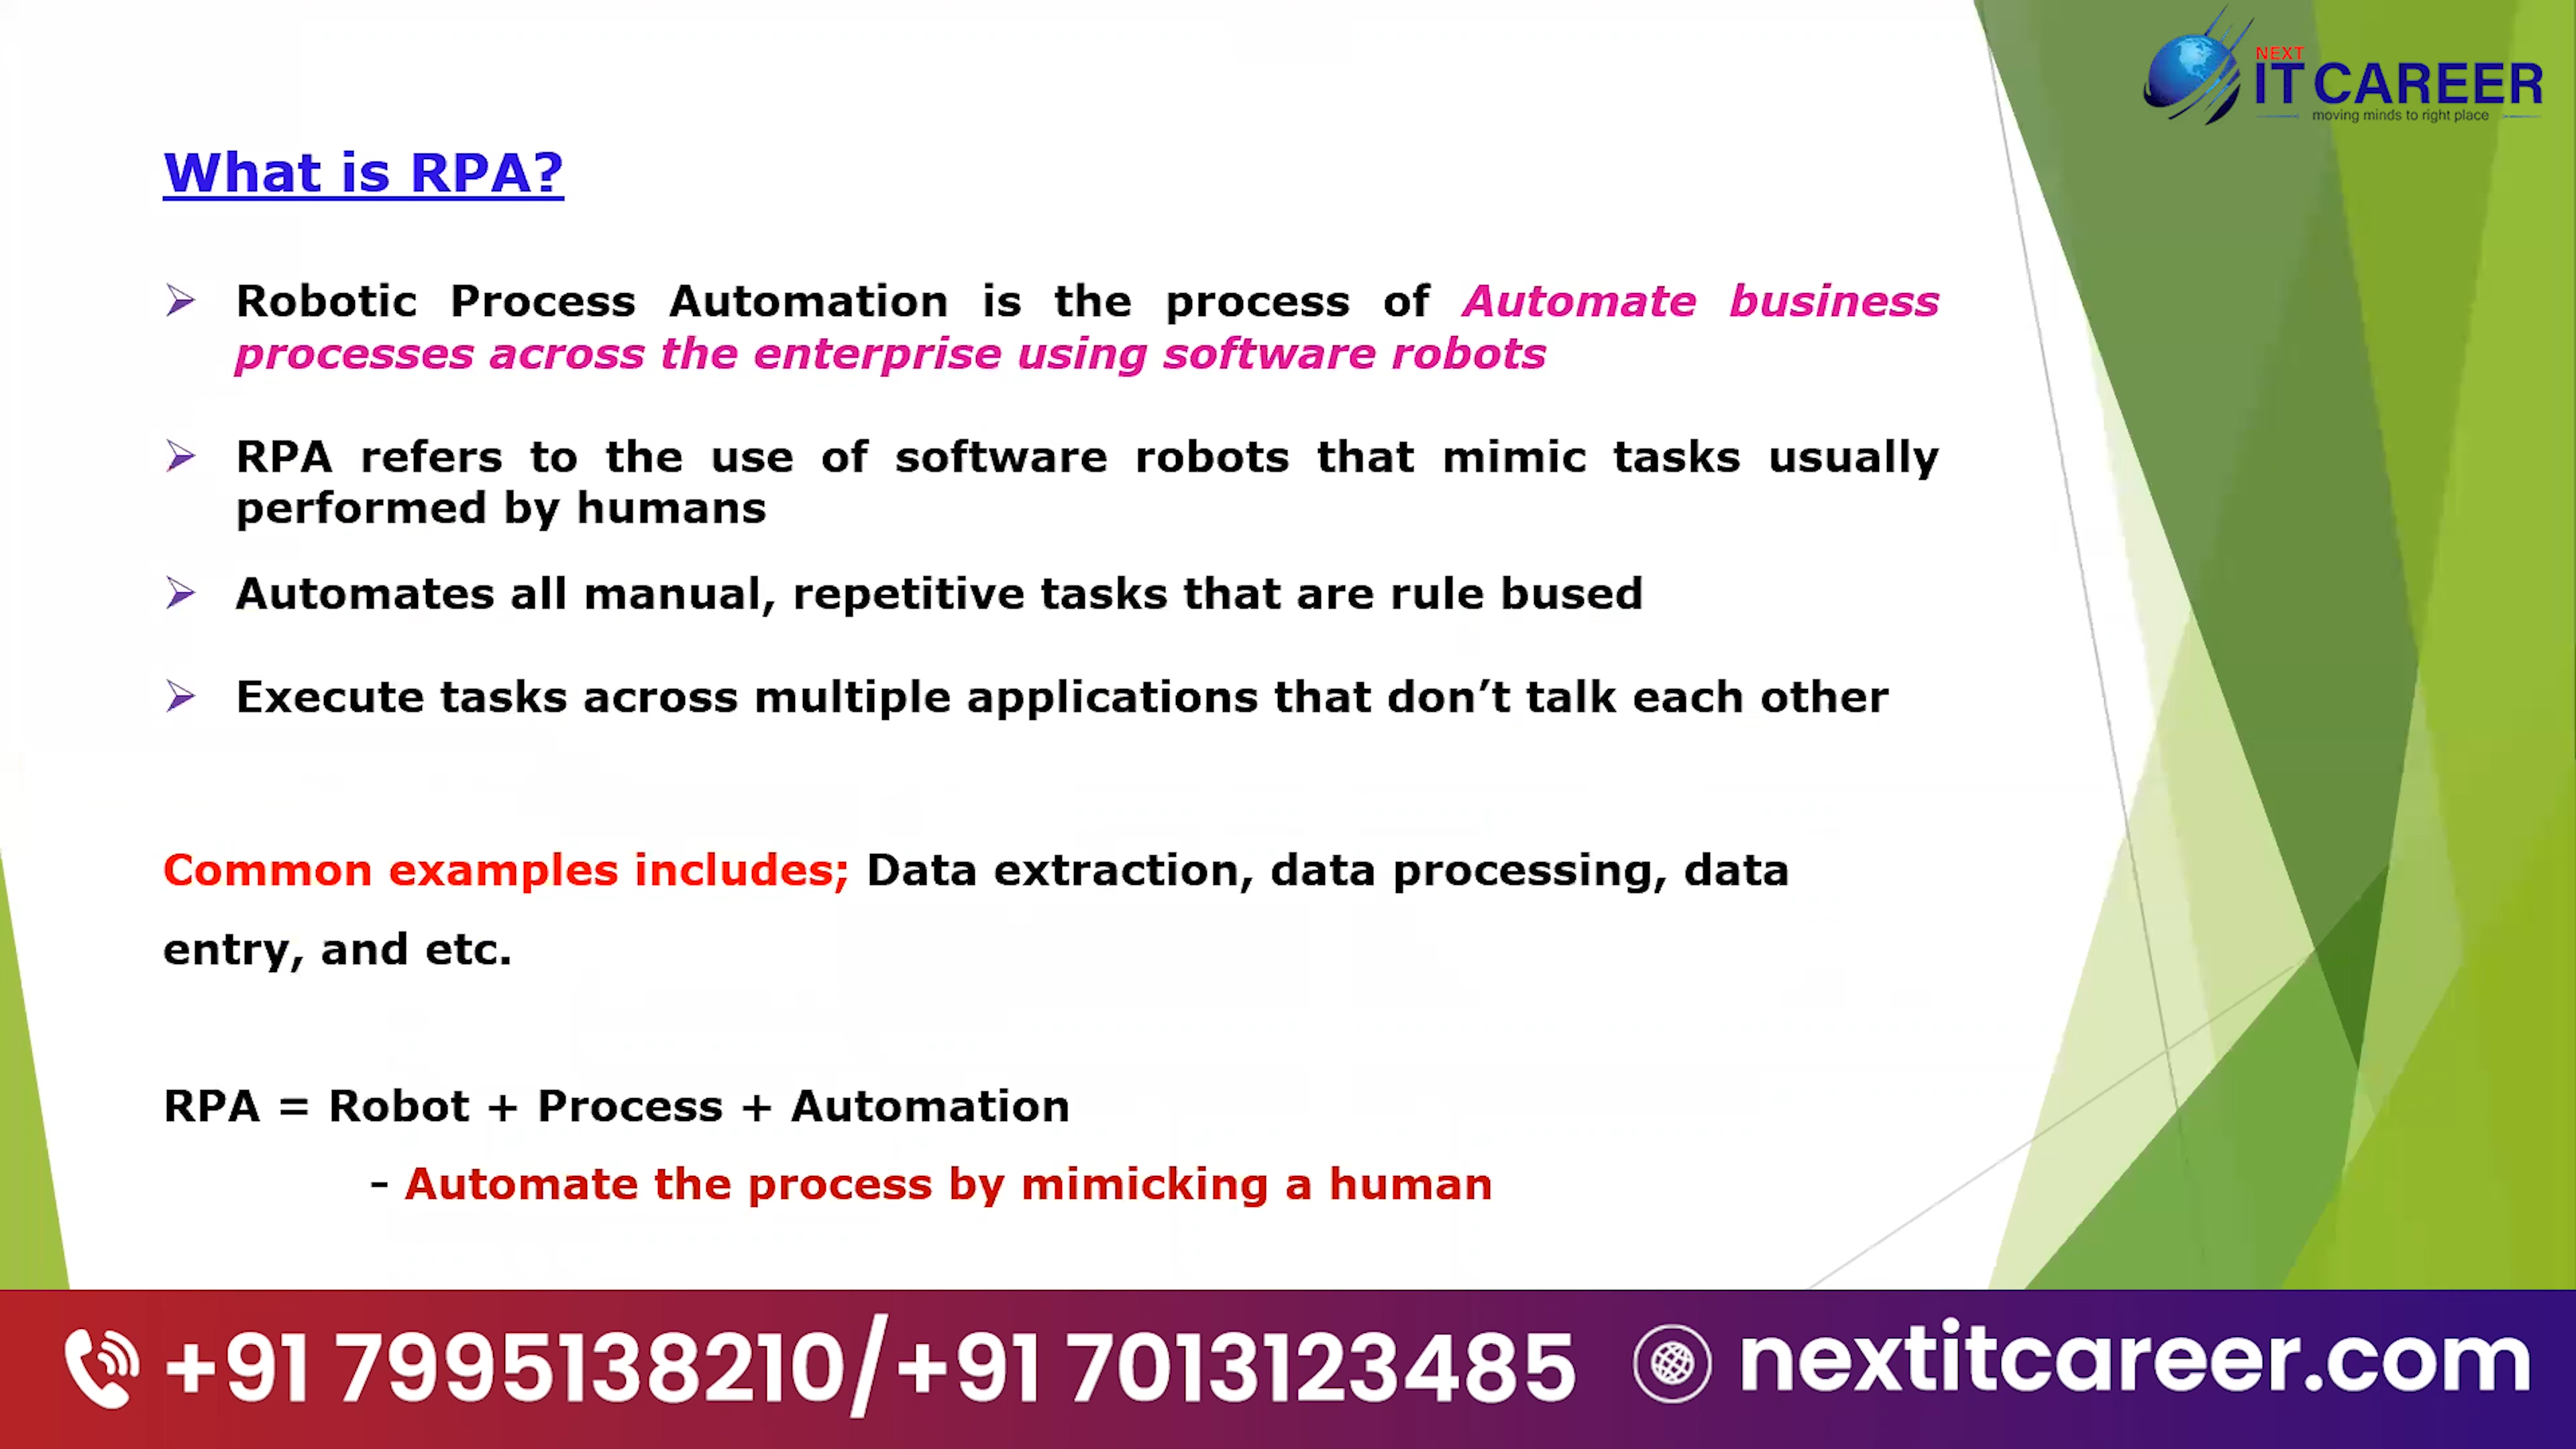 NEXT
IT CAREER
moving minds to right place
What is RPA?
Robotic Process Automation is the process of Automate business
processes across the enterprise using software robots
RPA refers to the use of software robots that mimic tasks usually
performed by humans
Automates all manual, repetitive tasks that are rule bused
Execute tasks across multiple applications that don’t talk each other
Common examples includes; Data extraction, data processing, data
entry, and etc.
RPA = Robot + Process + Automation
- Automate the process by mimicking a human
+91 7995138210/+91 7013123485 nextitcareer.com